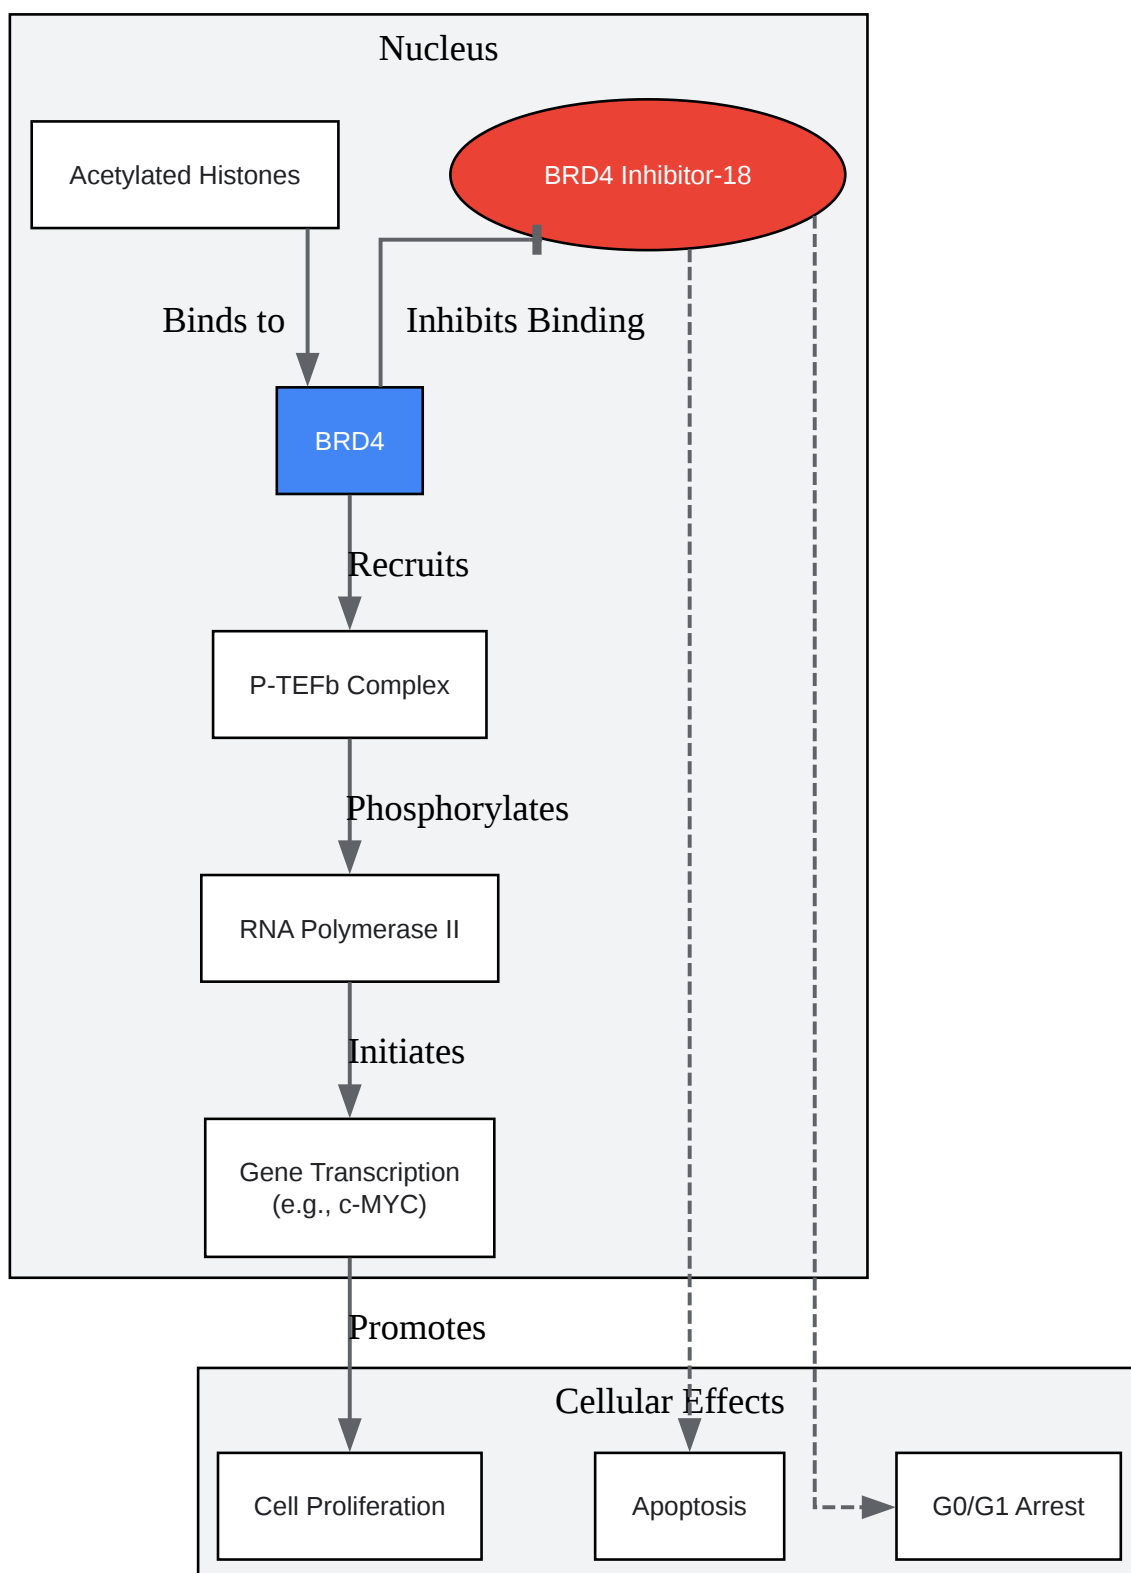 Nucleus
Acetylated Histones
BRD4 Inhibitor-18
Binds to
Inhibits Binding
BRD4
Recruits
P-TEFb Complex
Phosphorylates
RNA Polymerase II
Initiates
Gene Transcription
(e.g., c-MYC)
Promotes
Cellular Effects
Cell Proliferation
Apoptosis
G0/G1 Arrest